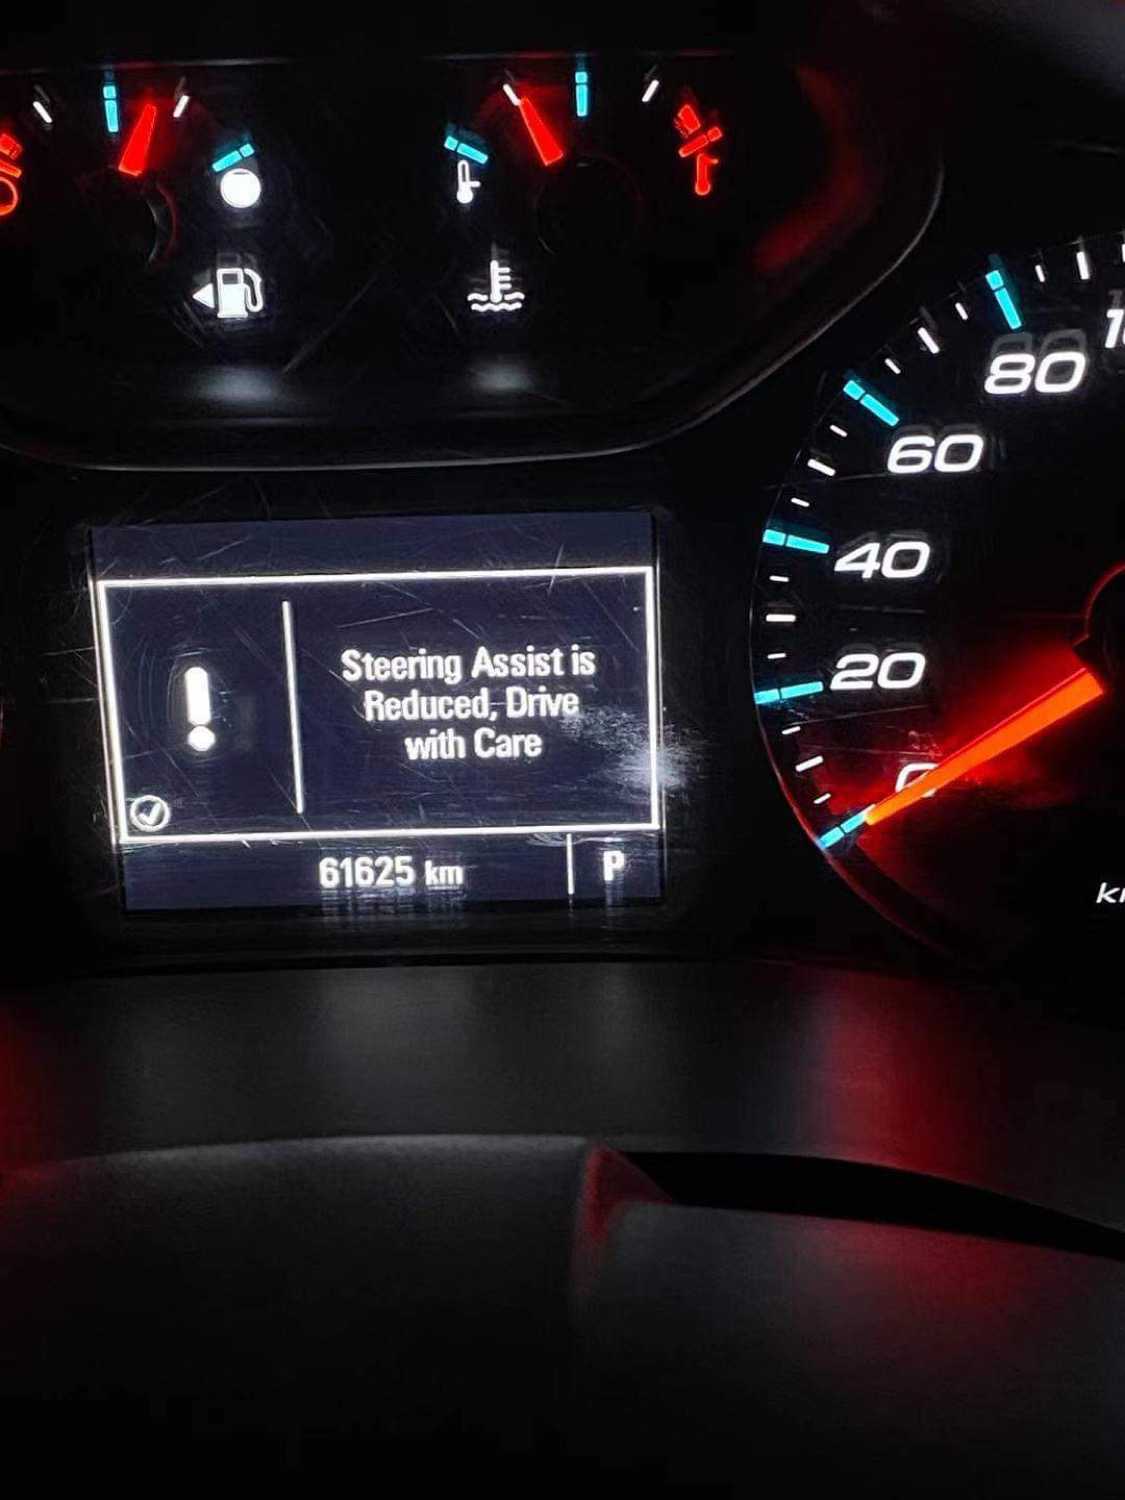 80
60
40
20
0
Steering Assist is
Reduced, Drive
with Care
61625 km
P